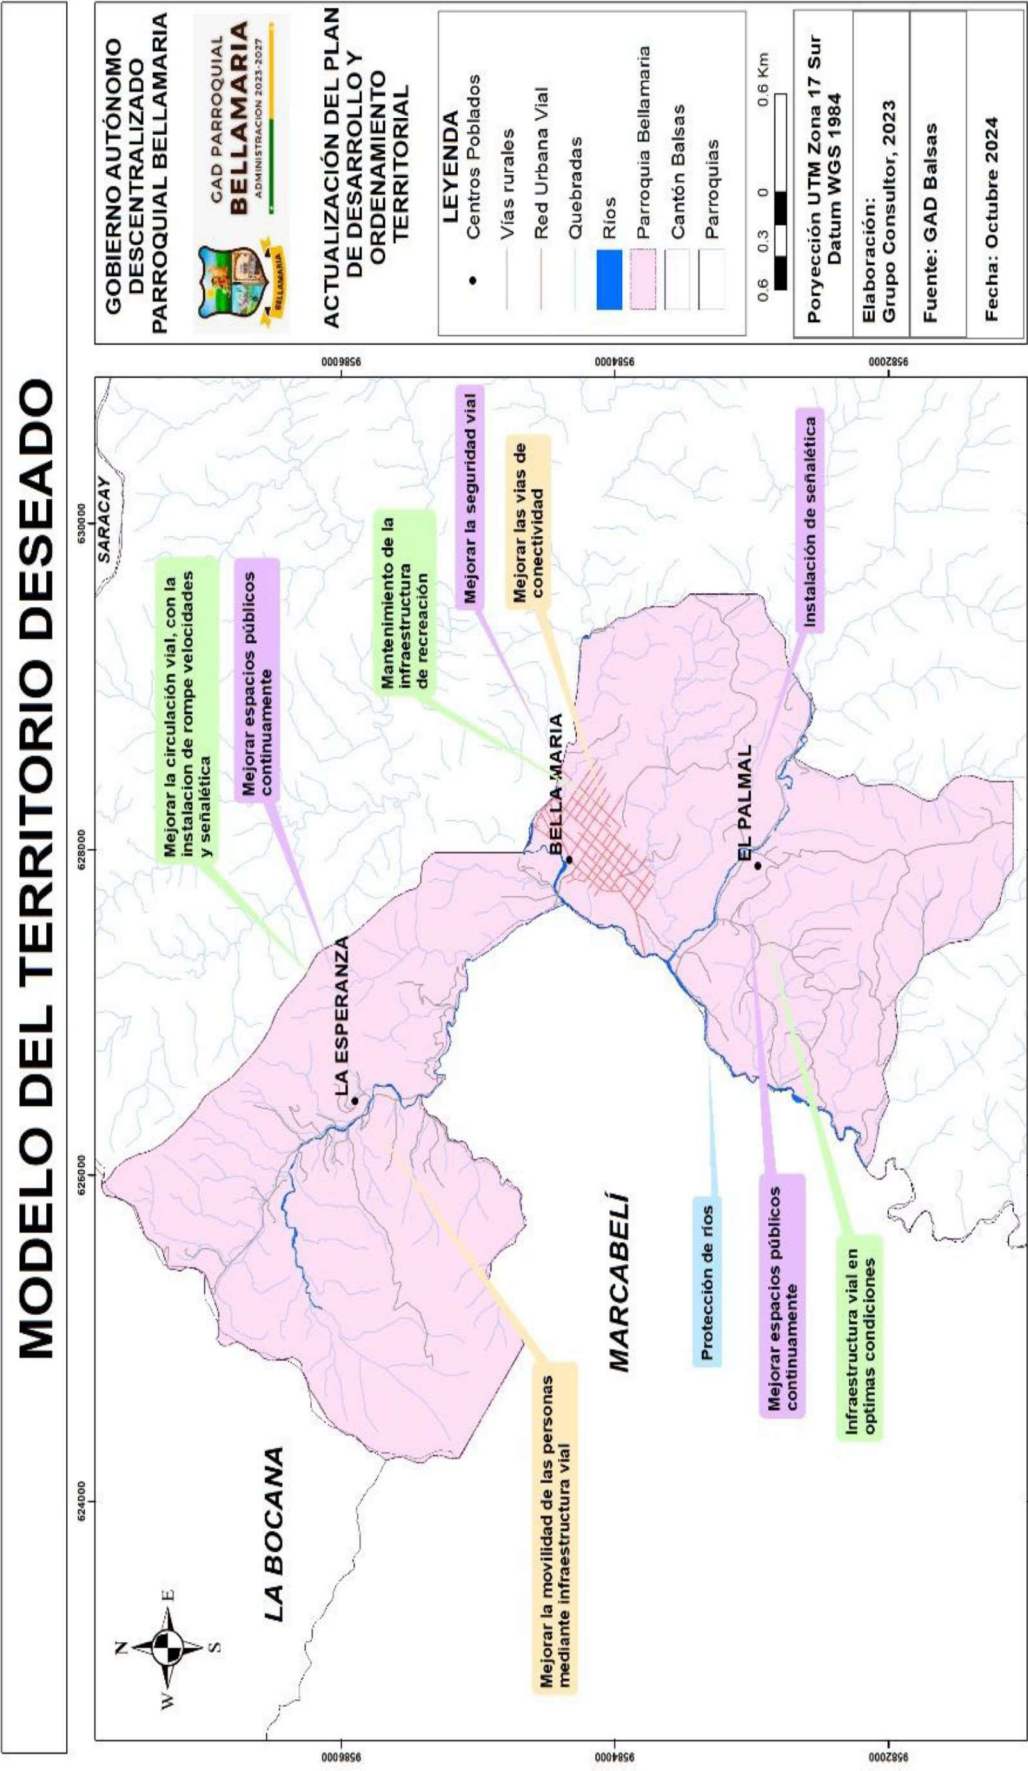 MODELO DEL TERRITORIO DESEADO
N
W
E
S
624000
626000
628000
630000
9586000
9584000
9582000
9586000
9584000
9582000
SARACAY
LA BOCANA
MARCABELÍ
LA ESPERANZA
BELLA MARIA
EL PALMAL
Mejorar la circulación vial, con la
instalacion de rompe velocidades
y señalética
Mejorar espacios públicos
continuamente
Mantenimiento de la
infraestructura
de recreación
Mejorar la seguridad vial
Mejorar las vias de
conectividad
Instalación de señalética
Mejorar la movilidad de las personas
mediante infraestructura vial
Protección de ríos
Mejorar espacios públicos
continuamente
Infraestructura vial en
optimas condiciones
GOBIERNO AUTÓNOMO
DESCENTRALIZADO
PARROQUIAL BELLAMARIA
BELLAMARIA
GAD PARROQUIAL
BELLAMARIA
ADMINISTRACION 2023-2027
ACTUALIZACIÓN DEL PLAN
DE DESARROLLO Y
ORDENAMIENTO
TERRITORIAL
LEYENDA
Centros Poblados
Vías rurales
Red Urbana Vial
Quebradas
Ríos
Parroquia Bellamaria
Cantón Balsas
Parroquias
0.6 0.3 0 0.6 Km
Poryección UTM Zona 17 Sur
Datum WGS 1984
Elaboración:
Grupo Consultor, 2023
Fuente: GAD Balsas
Fecha: Octubre 2024